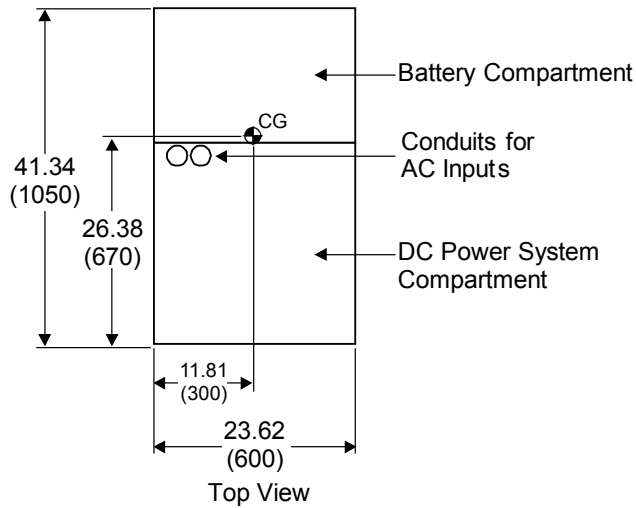 Battery Compartment
CG
Conduits for
AC Inputs
41.34
(1050)
26.38
(670)
DC Power System
Compartment
11.81
(300)
23.62
(600)
Top View